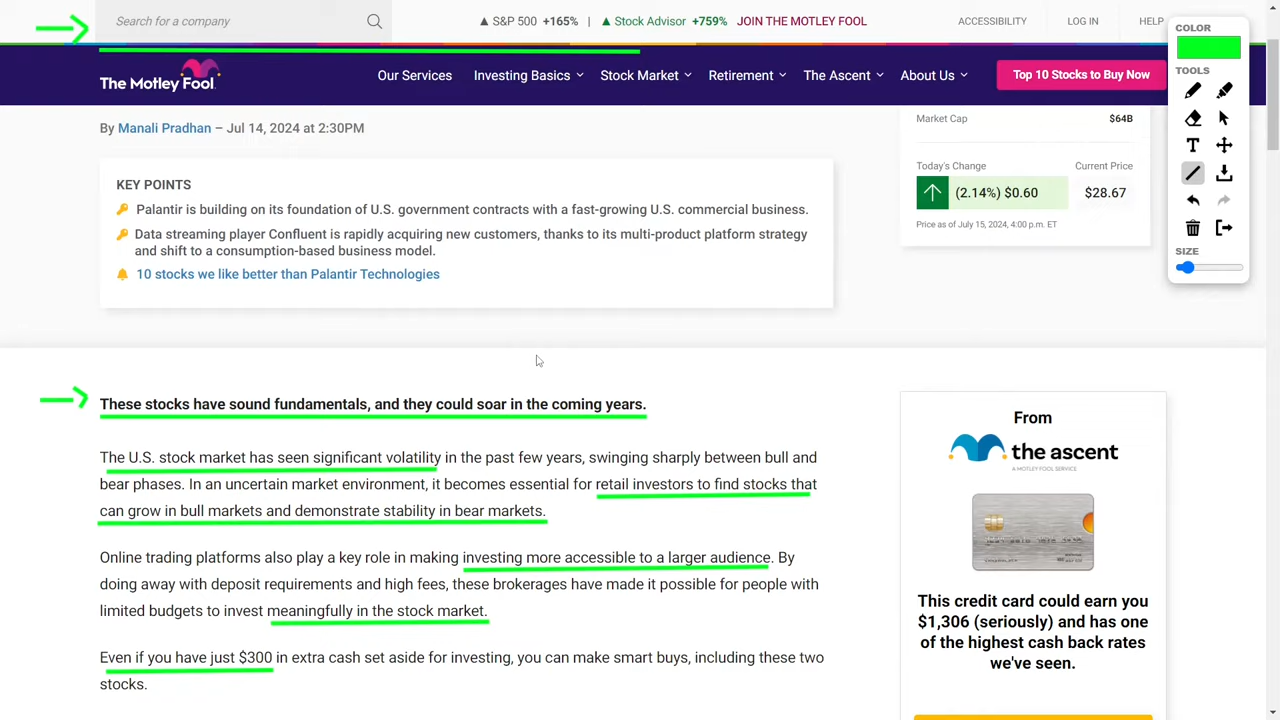 Search for a company
▲ S&P 500 +165% | ▲ Stock Advisor +759% JOIN THE MOTLEY FOOL
ACCESSIBILITY LOG IN HELP
The Motley Fool
Our Services Investing Basics Stock Market Retirement The Ascent About Us
Top 10 Stocks to Buy Now
COLOR
TOOLS
T
SIZE
By Manali Pradhan – Jul 14, 2024 at 2:30PM
KEY POINTS
Palantir is building on its foundation of U.S. government contracts with a fast-growing U.S. commercial business.
Data streaming player Confluent is rapidly acquiring new customers, thanks to its multi-product platform strategy
and shift to a consumption-based business model.
10 stocks we like better than Palantir Technologies
Market Cap $64B
Today's Change Current Price
(2.14%) $0.60 $28.67
Price as of July 15, 2024, 4:00 p.m. ET
These stocks have sound fundamentals, and they could soar in the coming years.
The U.S. stock market has seen significant volatility in the past few years, swinging sharply between bull and
bear phases. In an uncertain market environment, it becomes essential for retail investors to find stocks that
can grow in bull markets and demonstrate stability in bear markets.
Online trading platforms also play a key role in making investing more accessible to a larger audience. By
doing away with deposit requirements and high fees, these brokerages have made it possible for people with
limited budgets to invest meaningfully in the stock market.
Even if you have just $300 in extra cash set aside for investing, you can make smart buys, including these two
stocks.
From
the ascent
A MOTLEY FOOL SERVICE
This credit card could earn you
$1,306 (seriously) and has one
of the highest cash back rates
we've seen.